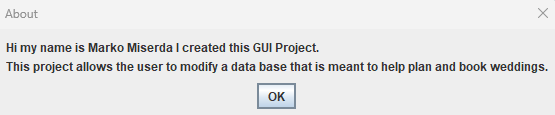 About
Hi my name is Marko Miserda I created this GUI Project.
This project allows the user to modify a data base that is meant to help plan and book weddings.
OK